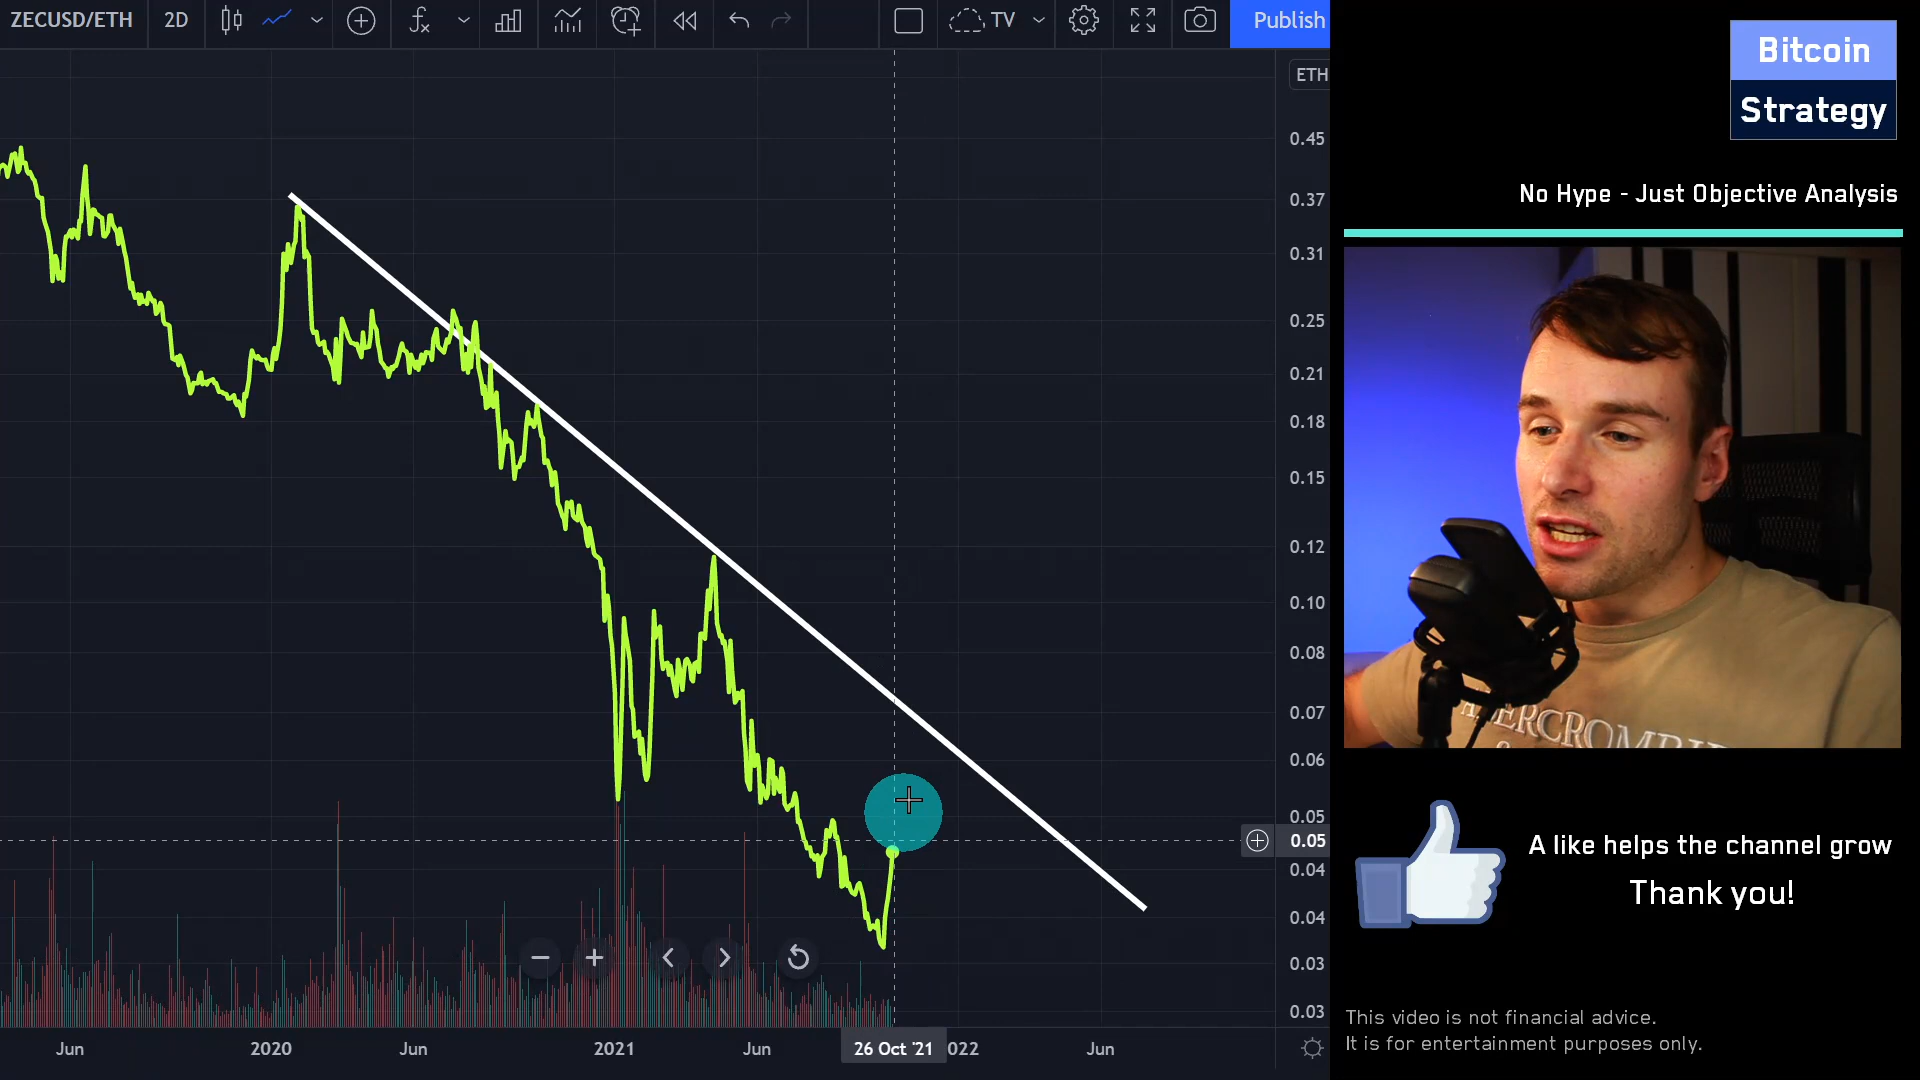 ZECUSD/ETH
2D
TV
Publish
ETH
0.45
0.37
0.31
0.25
0.21
0.18
0.15
0.12
0.10
0.08
0.07
0.06
0.05
0.05
0.04
0.04
0.03
0.03
Jun
2020
Jun
2021
Jun
26 Oct '21
022
Jun
Bitcoin
Strategy
No Hype - Just Objective Analysis
A like helps the channel grow
Thank you!
This video is not financial advice.
It is for entertainment purposes only.